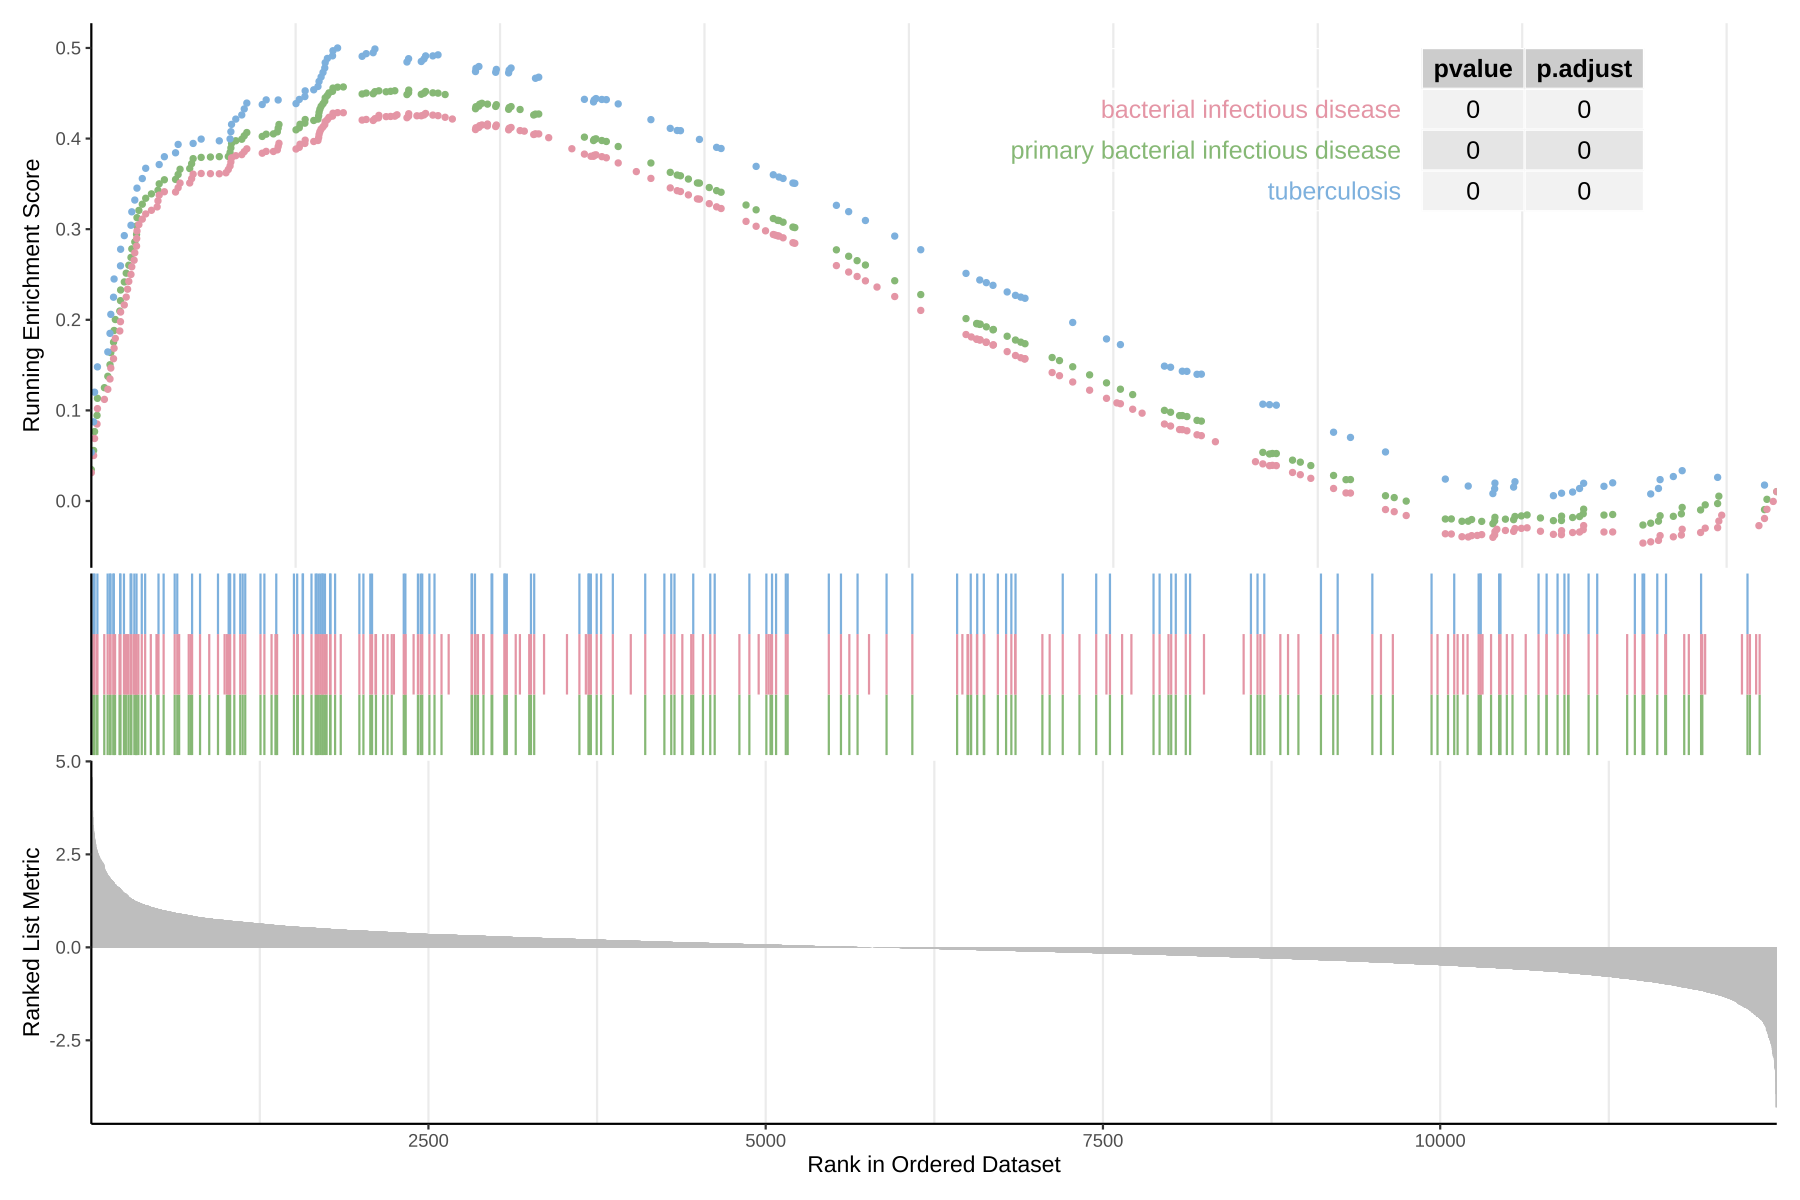 Running Enrichment Score
0.5
0.4
0.3
0.2
0.1
0.0
pvalue p.adjust
bacterial infectious disease 0 0
primary bacterial infectious disease 0 0
tuberculosis 0 0
Ranked List Metric
5.0
2.5
0.0
-2.5
2500 5000 7500 10000
Rank in Ordered Dataset